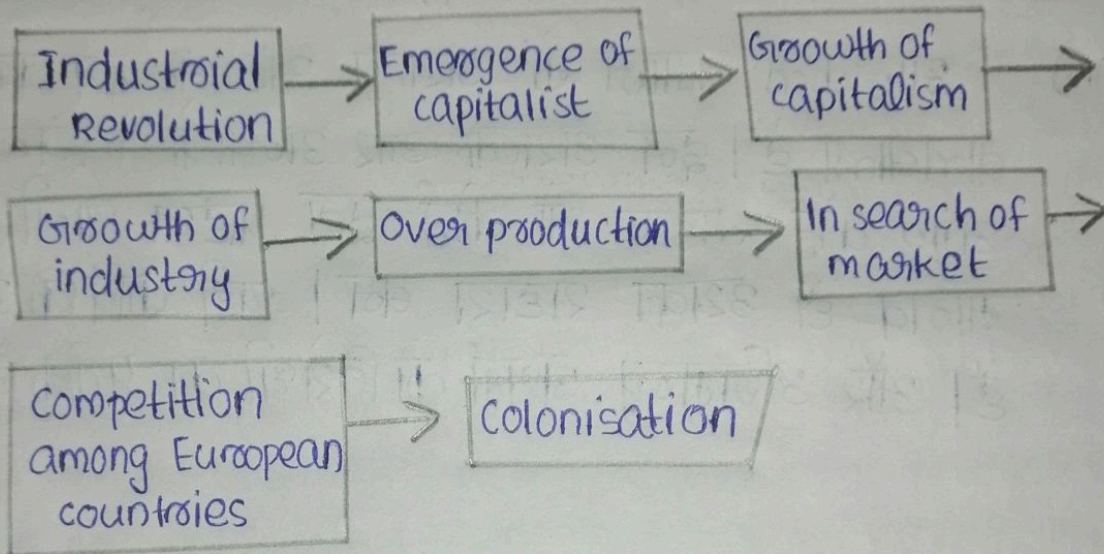 Industrial
Revolution
Emergence of
capitalist
Growth of
capitalism
Growth of
industry
Over production
In search of
market
Competition
among European
countries
Colonisation